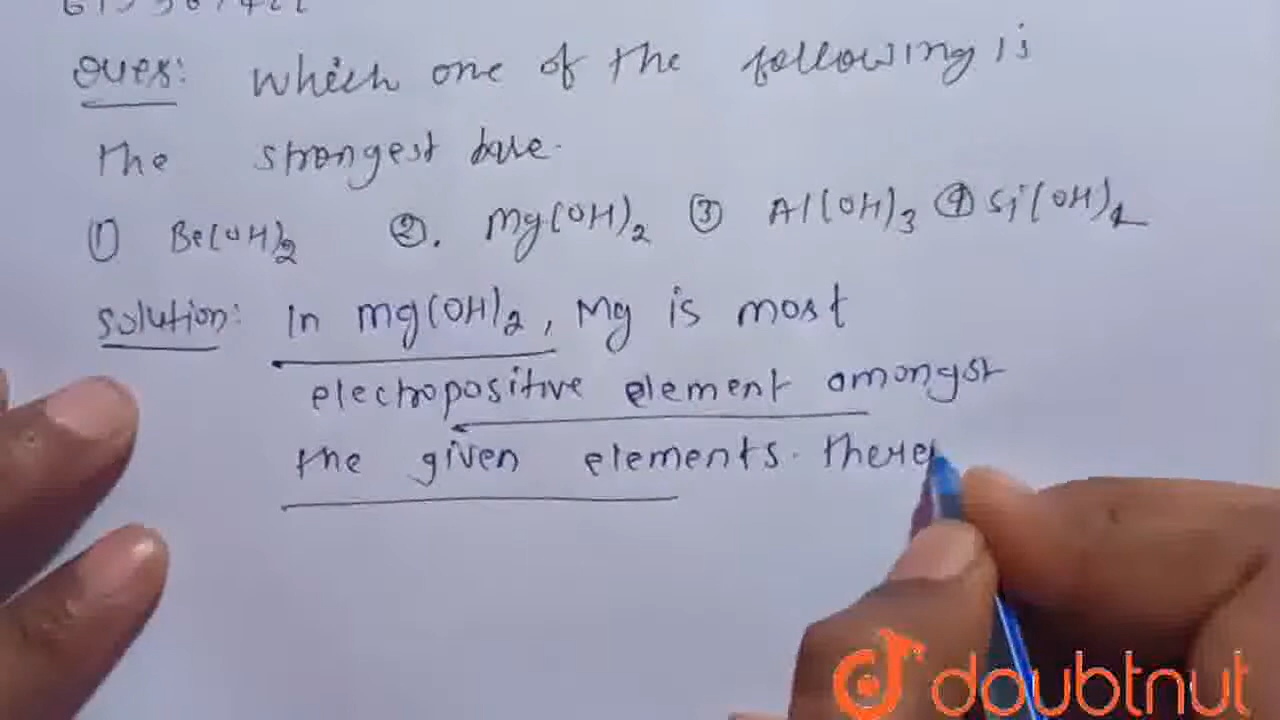 Ques: Which one of the following is
the strongest base.
① Be(OH)2 ②. Mg(OH)2 ③ Al(OH)3 ④ Si(OH)4
Solution: In Mg(OH)2, Mg is most
electropositive element amongst
the given elements. there
doubtnut